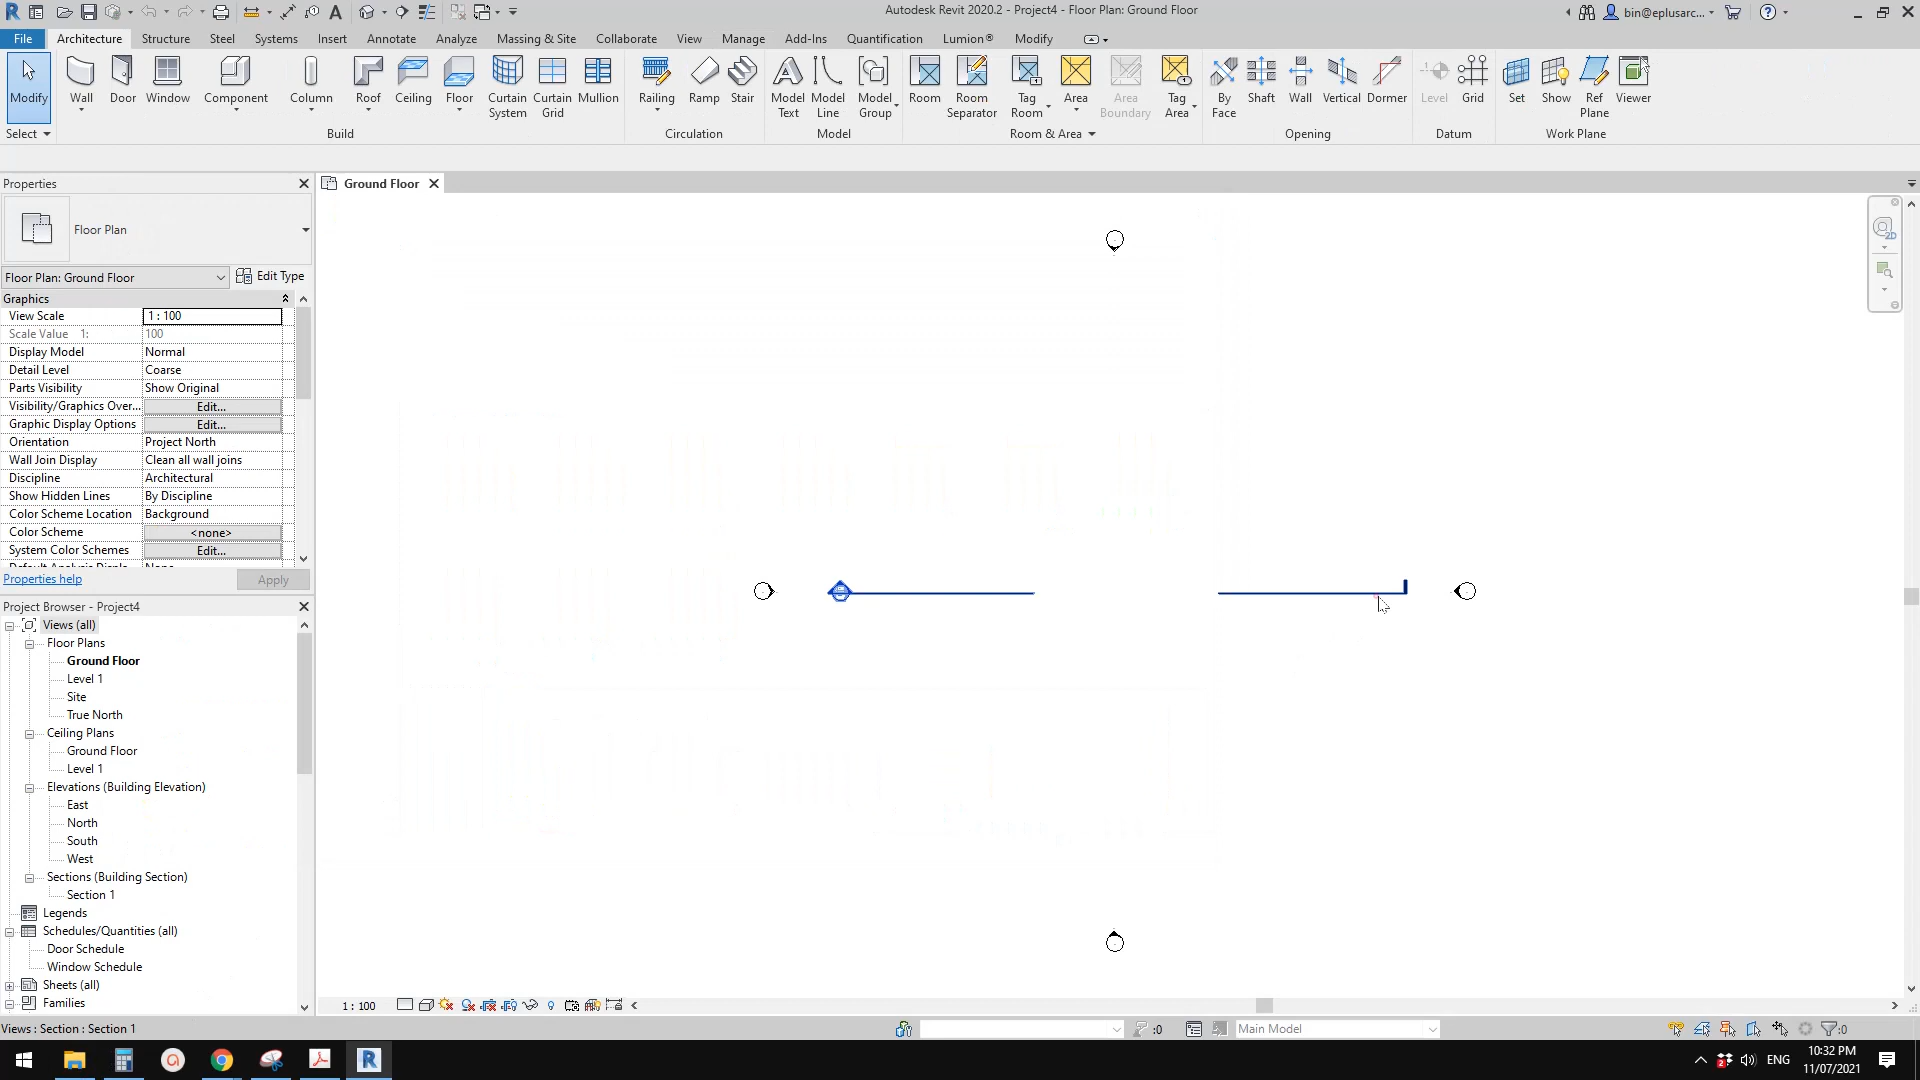 Autodesk Revit 2020.2 - Project4 - Floor Plan: Ground Floor
bin@eplusarc...
File Architecture Structure Steel Systems Insert Annotate Analyze Massing & Site Collaborate View Manage Add-Ins Quantification Lumion® Modify
Modify Wall Door Window Component Column Roof Ceiling Floor Curtain System Curtain Grid Mullion Railing Ramp Stair Model Text Model Line Model Group Room Room Separator Tag Room Area Area Boundary Tag Area By Face Shaft Wall Vertical Dormer Level Grid Set Show Ref Plane Viewer
Select Build Circulation Model Room & Area Opening Datum Work Plane
Properties
Ground Floor
Floor Plan
Floor Plan: Ground Floor Edit Type
Graphics
View Scale 1 : 100
Scale Value 1: 100
Display Model Normal
Detail Level Coarse
Parts Visibility Show Original
Visibility/Graphics Over... Edit...
Graphic Display Options Edit...
Orientation Project North
Wall Join Display Clean all wall joins
Discipline Architectural
Show Hidden Lines By Discipline
Color Scheme Location Background
Color Scheme <none>
System Color Schemes Edit...
Properties help Apply
Project Browser - Project4
Views (all)
Floor Plans
Ground Floor
Level 1
Site
True North
Ceiling Plans
Ground Floor
Level 1
Elevations (Building Elevation)
East
North
South
West
Sections (Building Section)
Section 1
Legends
Schedules/Quantities (all)
Door Schedule
Window Schedule
Sheets (all)
Families
2D
1 : 100
Views : Section : Section 1
:0
Main Model
:0
ENG
10:32 PM
11/07/2021